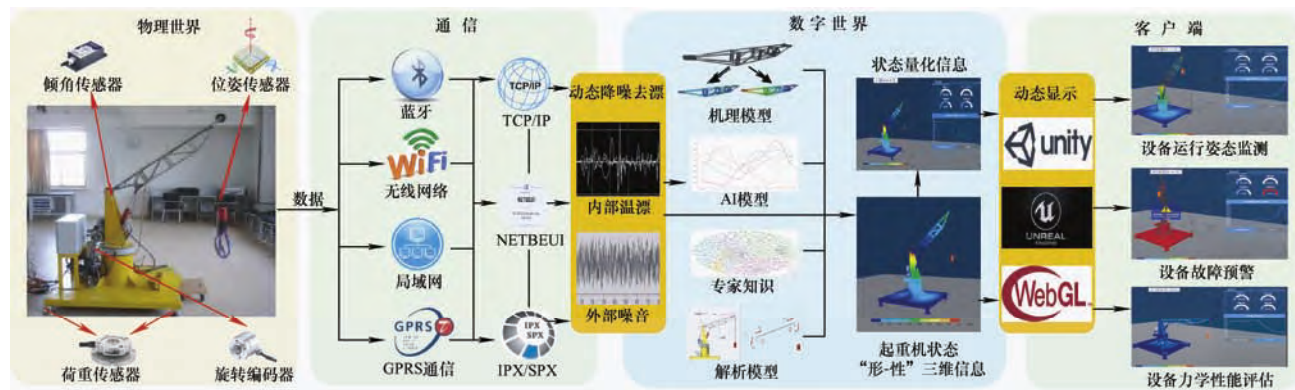 物理世界
倾角传感器
位姿传感器
荷重传感器
旋转编码器
数据
通信
蓝牙
WiFi
无线网络
局域网
GPRS
GPRS通信
TCP/IP
TCP/IP
NETBEUI
NETBEUI
IPX
SPX
IPX/SPX
动态降噪去漂
内部温漂
外部噪音
数字世界
机理模型
AI模型
专家知识
解析模型
状态量化信息
起重机状态
“形-性”三维信息
客户端
动态显示
unity
UNREAL
WebGL
设备运行姿态监测
设备故障预警
设备力学性能评估